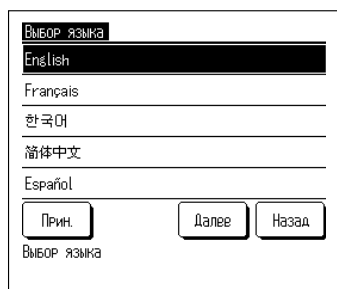 Выбор языка
English
Français
한국어
简体中文
Español
Прин. Далее Назад
Выбор языка